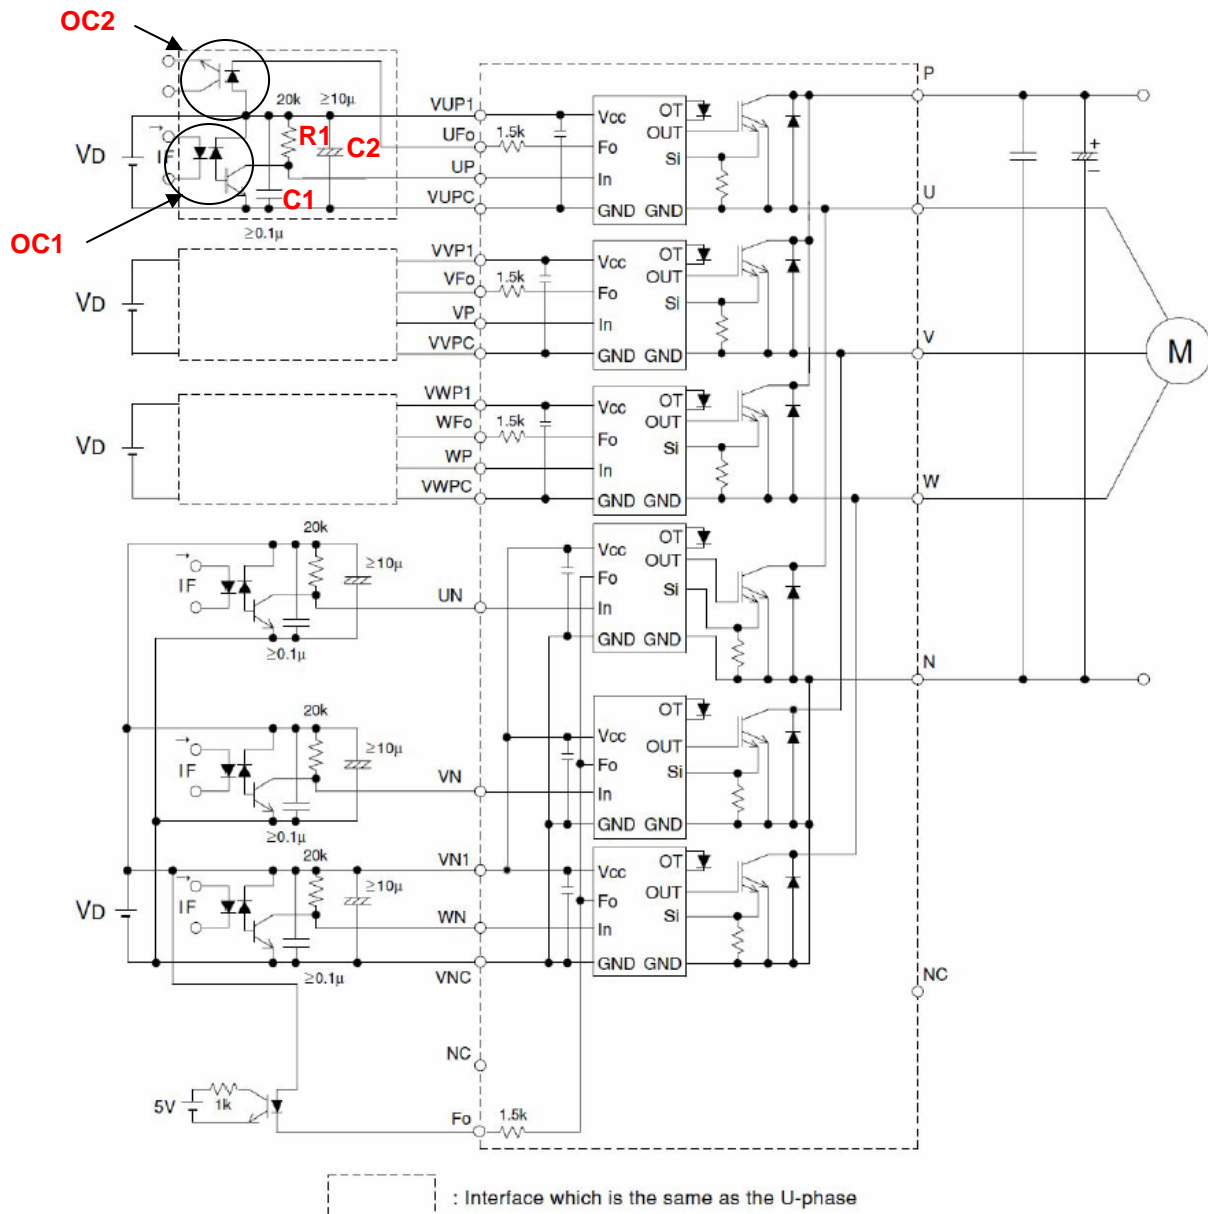 OC2
P
20k
≥10µ
VUP1
R1
C2
UFo
1.5k
Vcc
OT
OUT
Fo
Si
VD
IF
UP
In
C1
VUPC
GND
GND
U
+
−
OC1
≥0.1µ
VVP1
VFo
1.5k
Vcc
OT
OUT
Fo
Si
VD
VP
In
VVPC
GND
GND
V
M
VWP1
WFo
1.5k
Vcc
OT
OUT
Fo
Si
VD
WP
In
VWPC
GND
GND
W
20k
IF
≥10µ
UN
≥0.1µ
Vcc
OT
OUT
Fo
Si
In
GND
GND
N
20k
IF
≥10µ
VN
≥0.1µ
Vcc
OT
OUT
Fo
Si
In
GND
GND
20k
VN1
IF
≥10µ
VD
WN
≥0.1µ
VNC
Vcc
OT
OUT
Fo
Si
In
GND
GND
NC
NC
5V
1k
Fo
1.5k
: Interface which is the same as the U-phase